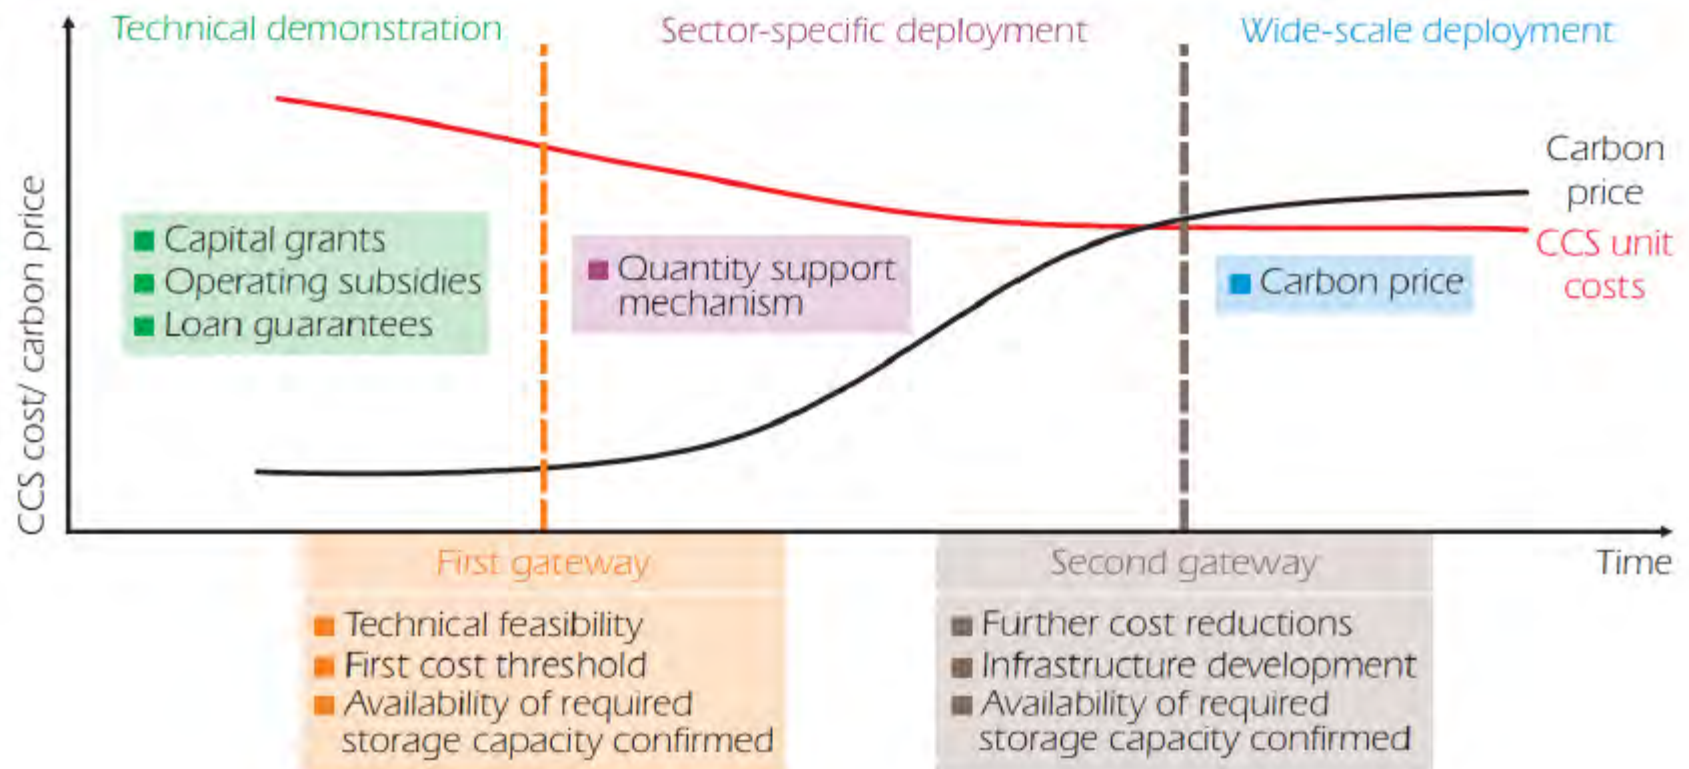 Technical demonstration
Sector-specific deployment
Wide-scale deployment
CCS cost/ carbon price
Capital grants
Operating subsidies
Loan guarantees
Quantity support
mechanism
Carbon price
Carbon
price
CCS unit
costs
Time
First gateway
Technical feasibility
First cost threshold
Availability of required
storage capacity confirmed
Second gateway
Further cost reductions
Infrastructure development
Availability of required
storage capacity confirmed